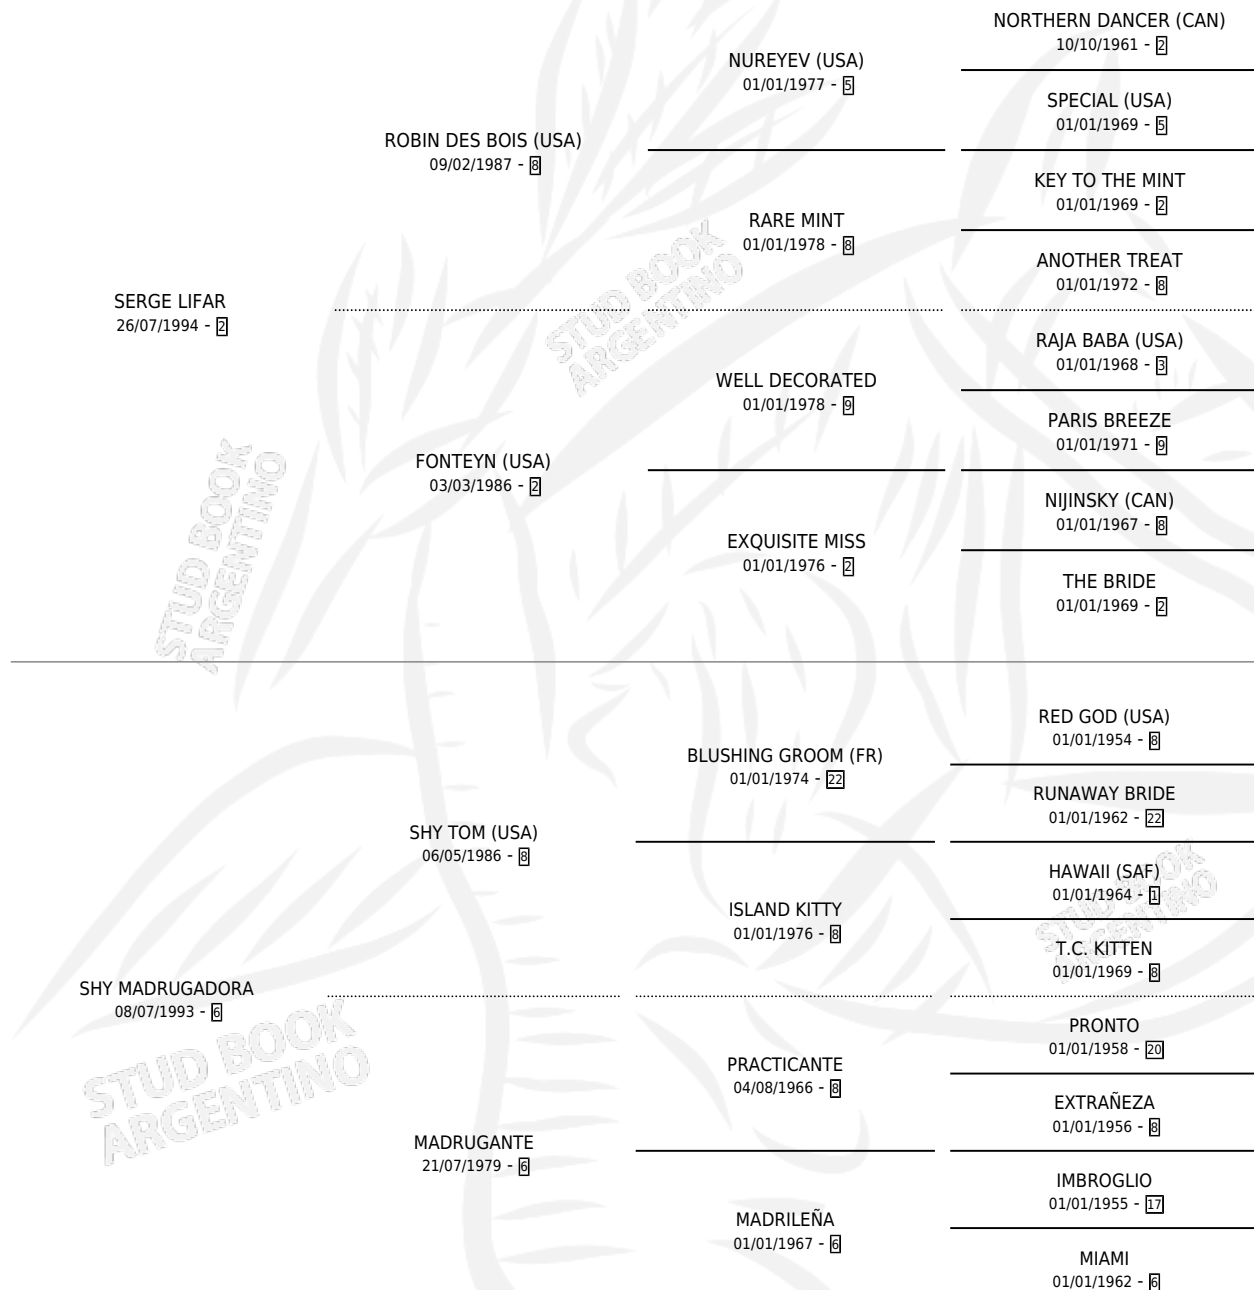 NORTHERN DANCER (CAN)
10/10/1961 - 2
NUREYEV (USA)
01/01/1977 - 5
SPECIAL (USA)
01/01/1969 - 5
ROBIN DES BOIS (USA)
09/02/1987 - 8
KEY TO THE MINT
01/01/1969 - 2
RARE MINT
01/01/1978 - 8
ANOTHER TREAT
01/01/1972 - 8
SERGE LIFAR
26/07/1994 - 2
STUD BOOK
ARGENTINO
RAJA BABA (USA)
01/01/1968 - 3
WELL DECORATED
01/01/1978 - 9
PARIS BREEZE
01/01/1971 - 9
FONTEYN (USA)
03/03/1986 - 2
NIJINSKY (CAN)
01/01/1967 - 8
EXQUISITE MISS
01/01/1976 - 2
THE BRIDE
01/01/1969 - 2
STUD BOOK
ARGENTINO
RED GOD (USA)
01/01/1954 - 8
BLUSHING GROOM (FR)
01/01/1974 - 22
RUNAWAY BRIDE
01/01/1962 - 22
SHY TOM (USA)
06/05/1986 - 8
HAWAII (SAF)
01/01/1964 - 1
ISLAND KITTY
01/01/1976 - 8
T.C. KITTEN
01/01/1969 - 8
STUD BOOK
ARGENTINO
SHY MADRUGADORA
08/07/1993 - 6
PRONTO
01/01/1958 - 20
PRACTICANTE
04/08/1966 - 8
EXTRAÑEZA
01/01/1956 - 8
STUD BOOK
ARGENTINO
MADRUGANTE
21/07/1979 - 6
IMBROGLIO
01/01/1955 - 17
MADRILEÑA
01/01/1967 - 6
MIAMI
01/01/1962 - 6